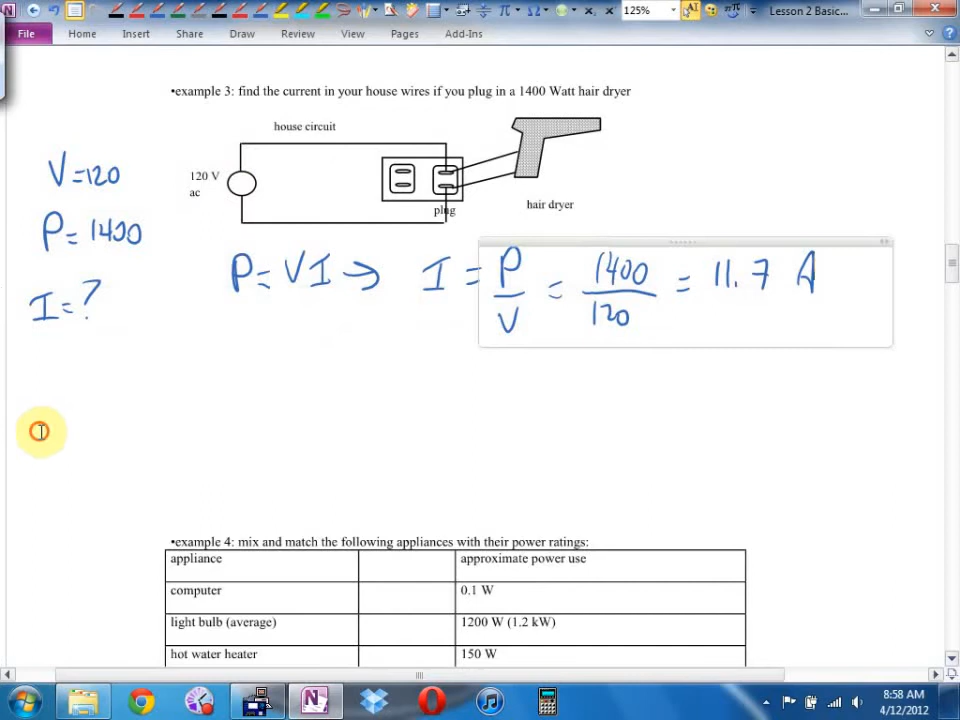 125%
Lesson 2 Basic...
File Home Insert Share Draw Review View Pages Add-Ins
•example 3: find the current in your house wires if you plug in a 1400 Watt hair dryer
house circuit
120 V
ac
plug
hair dryer
V=120
P=1400
I=?
P=VI→ I=P/V=1400/120=11.7 A
•example 4: mix and match the following appliances with their power ratings:
appliance approximate power use
computer 0.1 W
light bulb (average) 1200 W (1.2 kW)
hot water heater 150 W
8:58 AM
4/12/2012